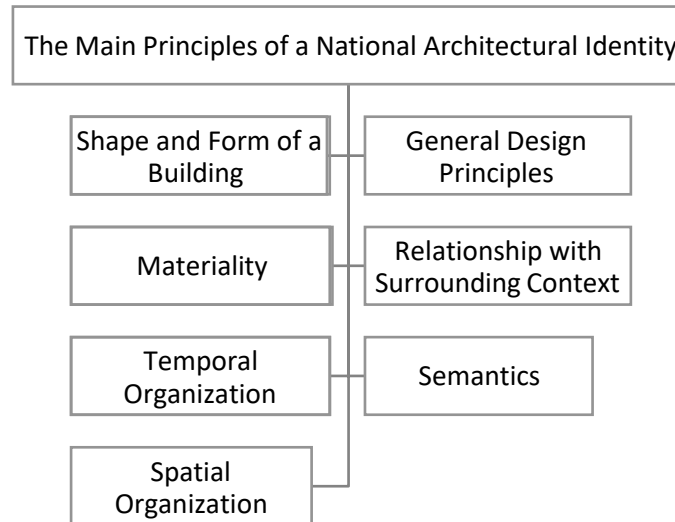 The Main Principles of a National Architectural Identity
Shape and Form of a
Building
General Design
Principles
Materiality
Relationship with
Surrounding Context
Temporal
Organization
Semantics
Spatial
Organization